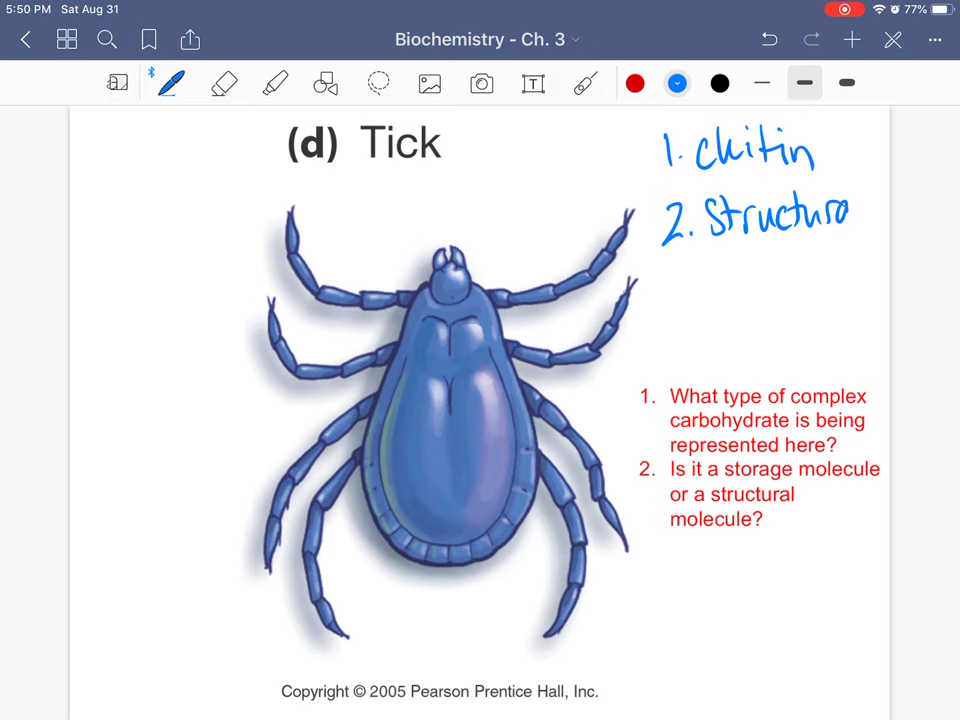 5:50 PM Sat Aug 31
77%
Biochemistry - Ch. 3
T
(d) Tick
1. Chitin
2. Structura
1. What type of complex
carbohydrate is being
represented here?
2. Is it a storage molecule
or a structural
molecule?
Copyright © 2005 Pearson Prentice Hall, Inc.